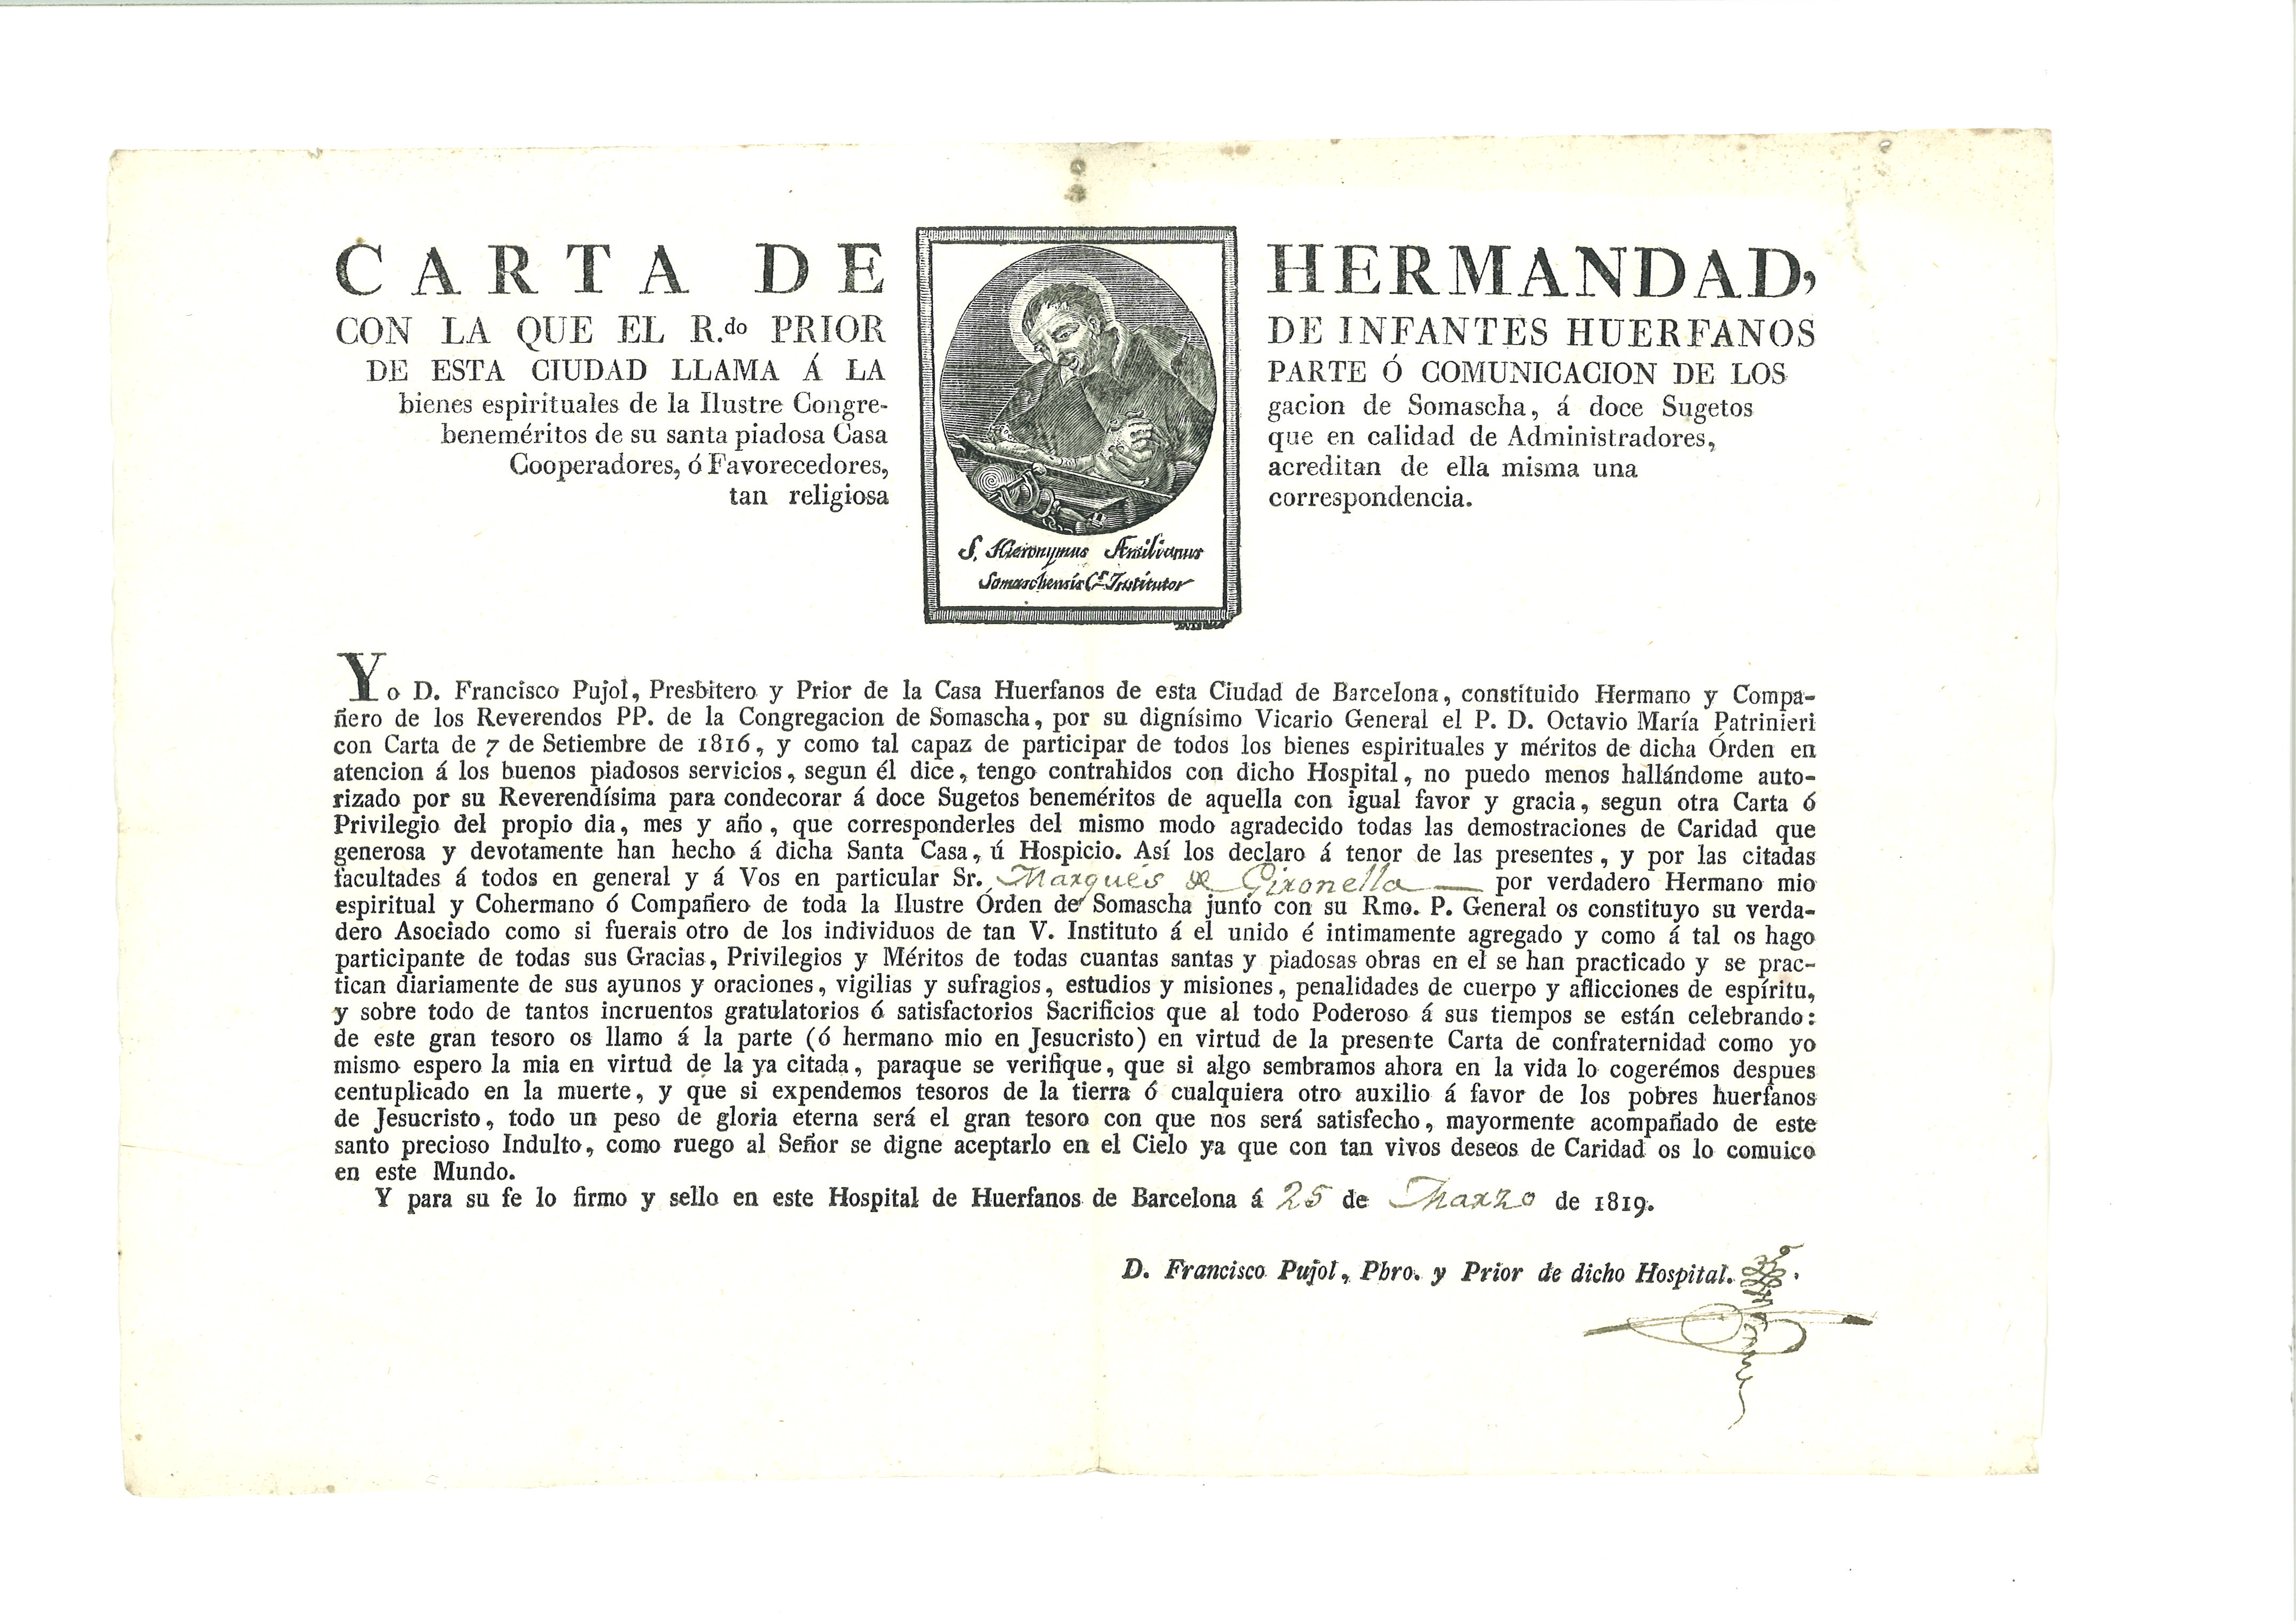 CARTA DE HERMANDAD,
CON LA QUE EL R.do PRIOR DE INFANTES HUERFANOS
DE ESTA CIUDAD LLAMA Á LA PARTE Ó COMUNICACION DE LOS
bienes espirituales de la Ilustre Congre- gacion de Somascha, á doce Sugetos
beneméritos de su santa piadosa Casa que en calidad de Administradores,
Cooperadores, ó Favorecedores, acreditan de ella misma una
tan religiosa correspondencia.
S. Hieronymus Æmilianus
Somaschensis Cs. Institutor
Yo D. Francisco Pujol, Presbitero y Prior de la Casa Huerfanos de esta Ciudad de Barcelona, constituido Hermano y Compa-
ñero de los Reverendos PP. de la Congregacion de Somascha, por su dignísimo Vicario General el P. D. Octavio María Patrinieri
con Carta de 7 de Setiembre de 1816, y como tal capaz de participar de todos los bienes espirituales y méritos de dicha Órden en
atencion á los buenos piadosos servicios, segun él dice, tengo contrahidos con dicho Hospital, no puedo menos hallándome auto-
rizado por su Reverendísima para condecorar á doce Sugetos beneméritos de aquella con igual favor y gracia, segun otra Carta ó
Privilegio del propio dia, mes y año, que corresponderles del mismo modo agradecido todas las demostraciones de Caridad que
generosa y devotamente han hecho á dicha Santa Casa, ú Hospicio. Así los declaro á tenor de las presentes, y por las citadas
facultades á todos en general y á Vos en particular Sr. Marqués de Gironella por verdadero Hermano mio
espiritual y Cohermano ó Compañero de toda la Ilustre Órden de Somascha junto con su Rmo. P. General os constituyo su verda-
dero Asociado como si fuerais otro de los individuos de tan V. Instituto á el unido é intimamente agregado y como á tal os hago
participante de todas sus Gracias, Privilegios y Méritos de todas cuantas santas y piadosas obras en el se han practicado y se prac-
tican diariamente de sus ayunos y oraciones, vigilias y sufragios, estudios y misiones, penalidades de cuerpo y aflicciones de espíritu,
y sobre todo de tantos incruentos gratulatorios ó satisfactorios Sacrificios que al todo Poderoso á sus tiempos se están celebrando:
de este gran tesoro os llamo á la parte (ó hermano mio en Jesucristo) en virtud de la presente Carta de confraternidad como yo
mismo espero la mia en virtud de la ya citada, paraque se verifique, que si algo sembramos ahora en la vida lo cogerémos despues
centuplicado en la muerte, y que si expendemos tesoros de la tierra ó cualquiera otro auxilio á favor de los pobres huerfanos
de Jesucristo, todo un peso de gloria eterna será el gran tesoro con que nos será satisfecho, mayormente acompañado de este
santo precioso Indulto, como ruego al Señor se digne aceptarlo en el Cielo ya que con tan vivos deseos de Caridad os lo comuico
en este Mundo.
Y para su fe lo firmo y sello en este Hospital de Huerfanos de Barcelona á 25 de Marzo de 1819.
D. Francisco Pujol, Pbro. y Prior de dicho Hospital.